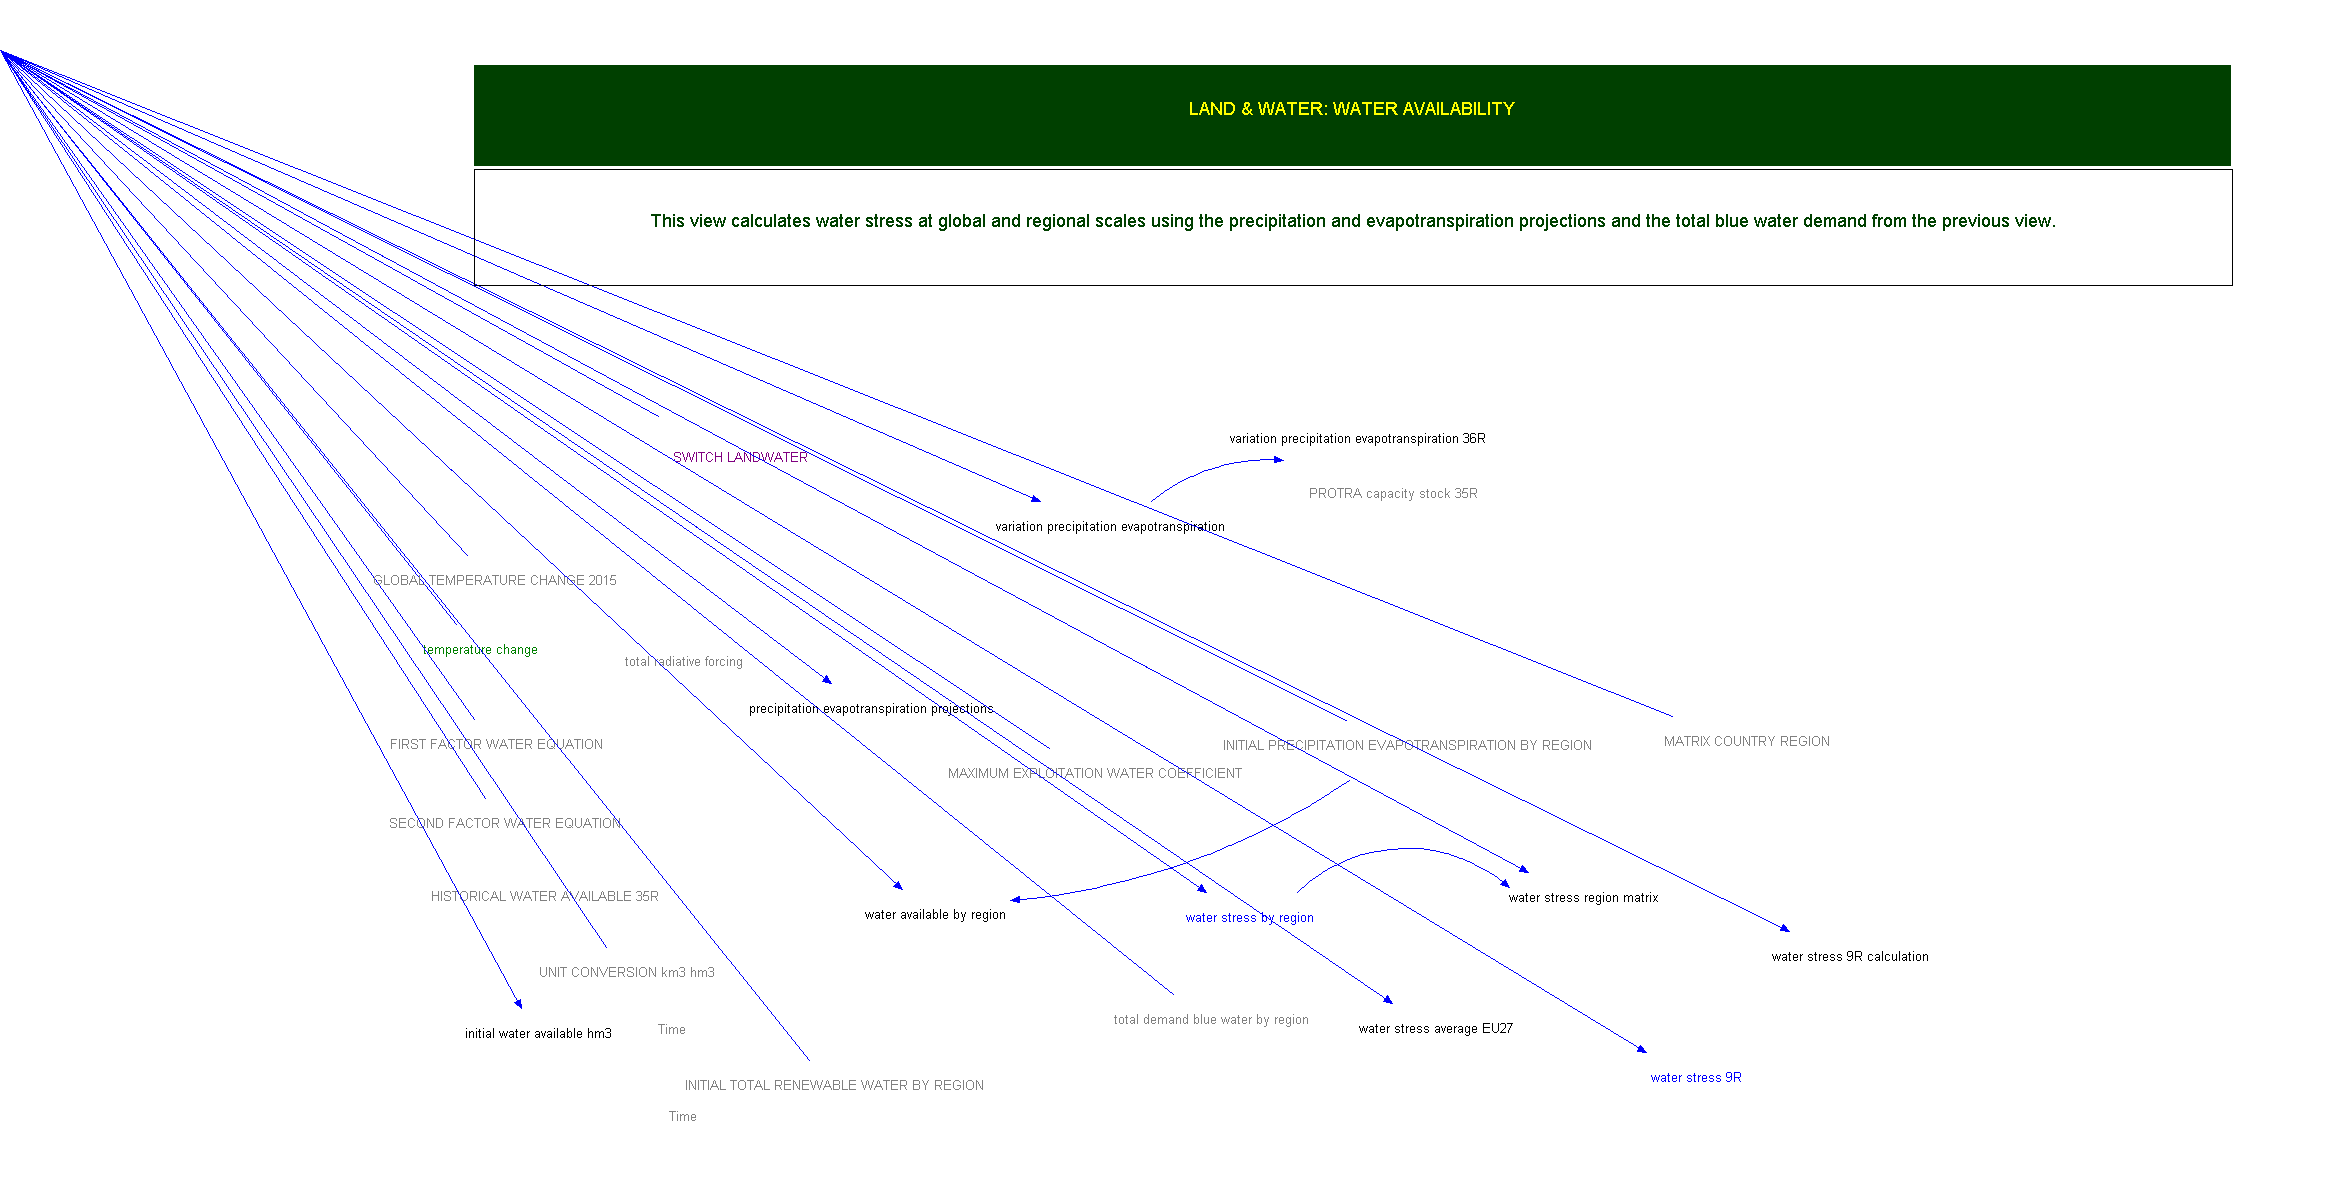 LAND & WATER: WATER AVAILABILITY
This view calculates water stress at global and regional scales using the precipitation and evapotranspiration projections and the total blue water demand from the previous view.
variation precipitation evapotranspiration 36R
SWITCH LANDWATER
PROTRA capacity stock 35R
variation precipitation evapotranspiration
GLOBAL TEMPERATURE CHANGE 2015
temperature change
total radiative forcing
precipitation evapotranspiration projections
FIRST FACTOR WATER EQUATION
INITIAL PRECIPITATION EVAPOTRANSPIRATION BY REGION
MATRIX COUNTRY REGION
MAXIMUM EXPLOITATION WATER COEFFICIENT
SECOND FACTOR WATER EQUATION
HISTORICAL WATER AVAILABLE 35R
water stress region matrix
water available by region
water stress by region
water stress 9R calculation
UNIT CONVERSION km3 hm3
total demand blue water by region
water stress average EU27
Time
initial water available hm3
water stress 9R
INITIAL TOTAL RENEWABLE WATER BY REGION
Time